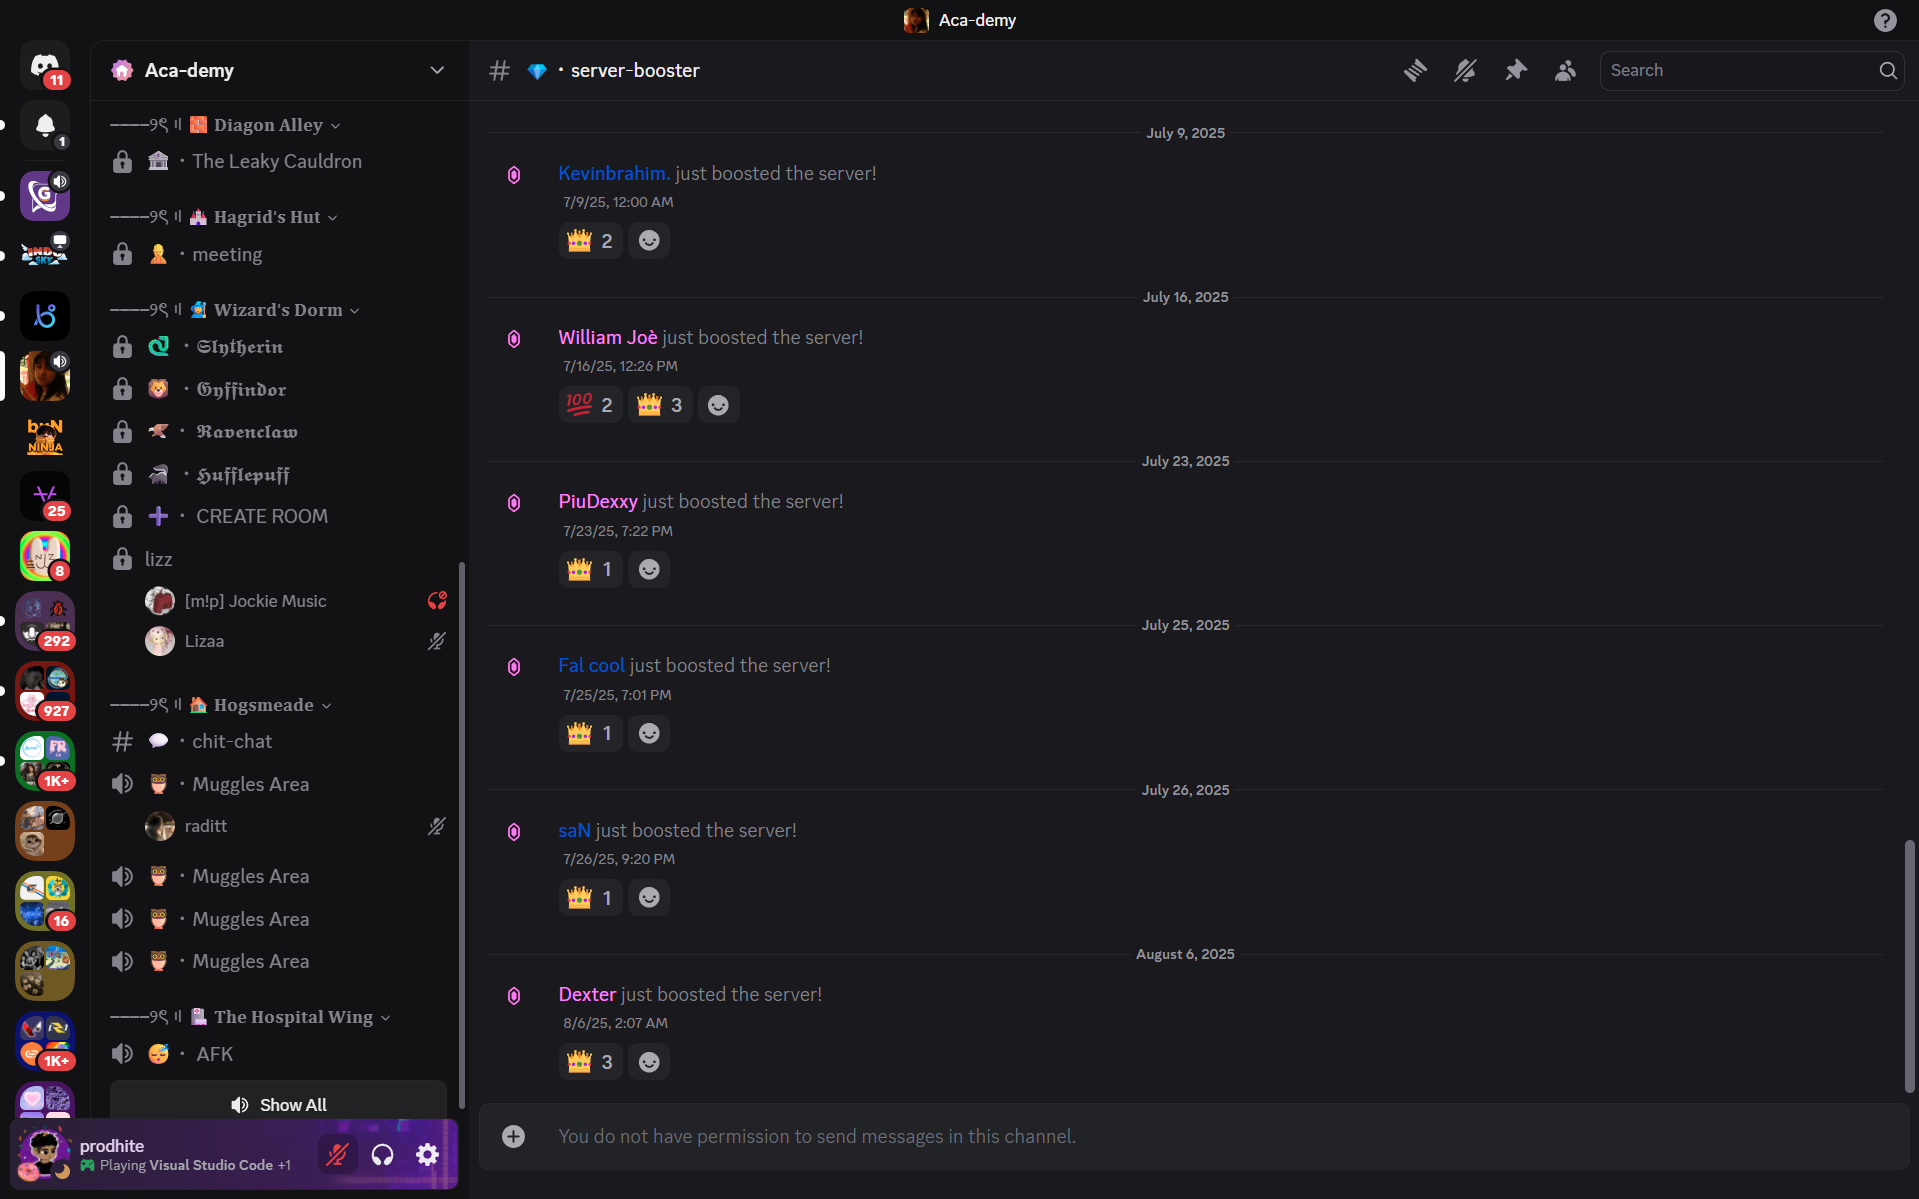 Aca-demy
11
Aca-demy
• server-booster
Search
1
Diagon Alley
• The Leaky Cauldron
Hagrid's Hut
• meeting
Wizard's Dorm
• 𝕾𝖑𝖞𝖙𝖍𝖊𝖗𝖎𝖓
• 𝕲𝖗𝖞𝖋𝖋𝖎𝖓𝖉𝖔𝖗
• 𝕽𝖆𝖛𝖊𝖓𝖈𝖑𝖆𝖜
• 𝕳𝖚𝖋𝖋𝖑𝖊𝖕𝖚𝖋𝖋
• CREATE ROOM
lizz
[m!p] Jockie Music
Lizaa
Hogsmeade
• chit-chat
• Muggles Area
raditt
• Muggles Area
• Muggles Area
• Muggles Area
The Hospital Wing
• AFK
Show All
NINJA
25
8
292
927
1K+
16
1K+
prodhite
Playing Visual Studio Code +1
July 9, 2025
Kevinbrahim. just boosted the server!
7/9/25, 12:00 AM
2
July 16, 2025
William Joè just boosted the server!
7/16/25, 12:26 PM
100 2 3
July 23, 2025
PiuDexxy just boosted the server!
7/23/25, 7:22 PM
1
July 25, 2025
Fal cool just boosted the server!
7/25/25, 7:01 PM
1
July 26, 2025
saN just boosted the server!
7/26/25, 9:20 PM
1
August 6, 2025
Dexter just boosted the server!
8/6/25, 2:07 AM
3
You do not have permission to send messages in this channel.